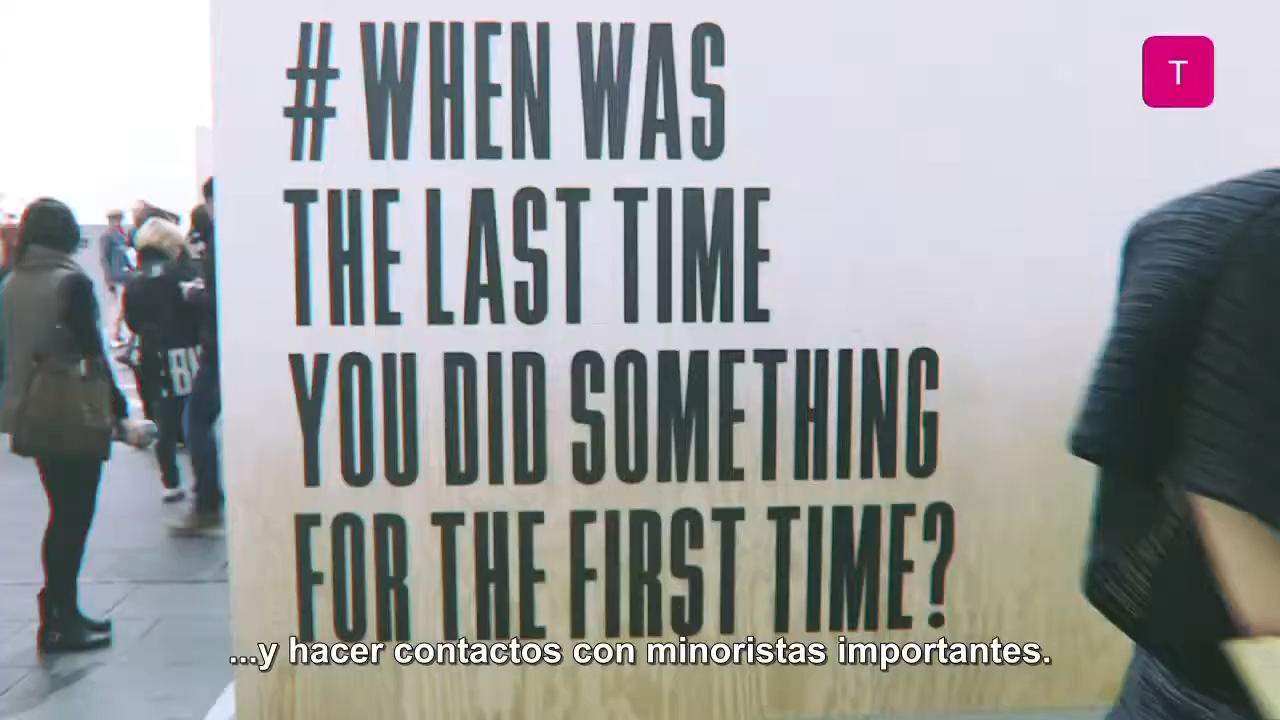 # WHEN WAS
THE LAST TIME
YOU DID SOMETHING
FOR THE FIRST TIME?
...y hacer contactos con minoristas importantes.
T